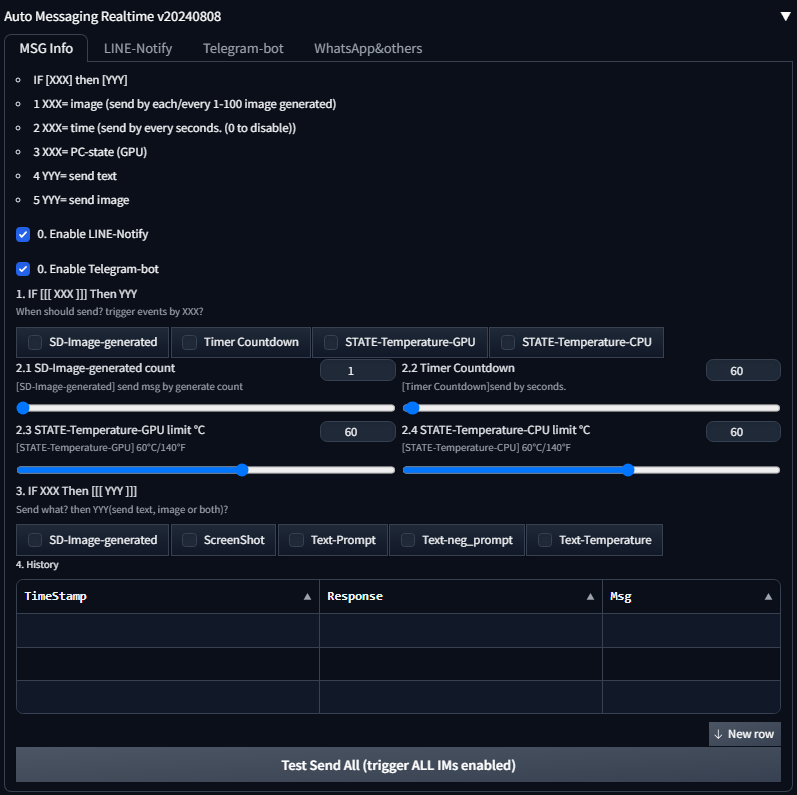 Auto Messaging Realtime v20240808 ▼
MSG Info LINE-Notify Telegram-bot WhatsApp&others
IF [XXX] then [YYY]
1 XXX= image (send by each/every 1-100 image generated)
2 XXX= time (send by every seconds. (0 to disable))
3 XXX= PC-state (GPU)
4 YYY= send text
5 YYY= send image
0. Enable LINE-Notify
0. Enable Telegram-bot
1. IF [[[ XXX ]]] Then YYY
When should send? trigger events by XXX?
SD-Image-generated Timer Countdown STATE-Temperature-GPU STATE-Temperature-CPU
2.1 SD-Image-generated count 1 2.2 Timer Countdown 60
[SD-Image-generated] send msg by generate count [Timer Countdown]send by seconds.
2.3 STATE-Temperature-GPU limit °C 60 2.4 STATE-Temperature-CPU limit °C 60
[STATE-Temperature-GPU] 60°C/140°F [STATE-Temperature-CPU] 60°C/140°F
3. IF XXX Then [[[ YYY ]]]
Send what? then YYY(send text, image or both)?
SD-Image-generated ScreenShot Text-Prompt Text-neg_prompt Text-Temperature
4. History
TimeStamp ▲ Response ▲ Msg ▲
↓ New row
Test Send All (trigger ALL IMs enabled)